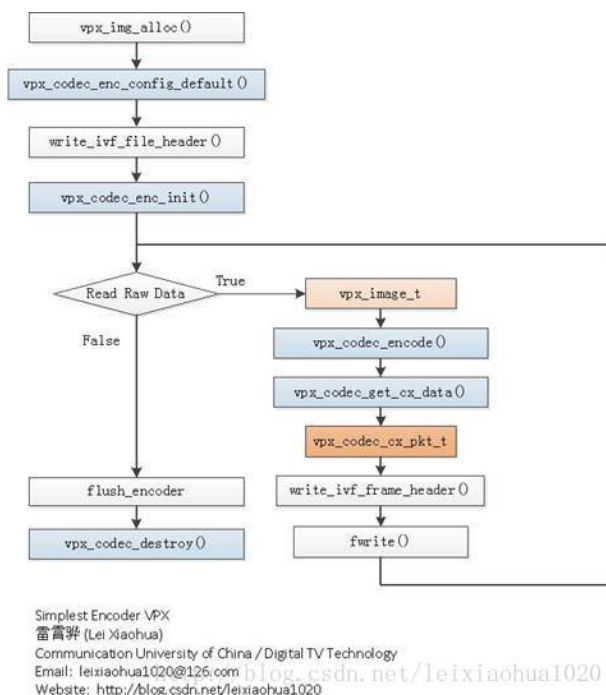 vpx_img_alloc()
vpx_codec_enc_config_default()
write_ivf_file_header()
vpx_codec_enc_init()
Read Raw Data
True
False
vpx_image_t
vpx_codec_encode()
vpx_codec_get_cx_data()
vpx_codec_cx_pkt_t
write_ivf_frame_header()
fwrite()
flush_encoder
vpx_codec_destroy()
Simplest Encoder VPX
雷霄骅 (Lei Xiaohua)
Communication University of China / Digital TV Technology
Email: leixiaohua1020@126.com
Website: http://blog.csdn.net/leixiaohua1020
http://blog.csdn.net/leixiaohua1020